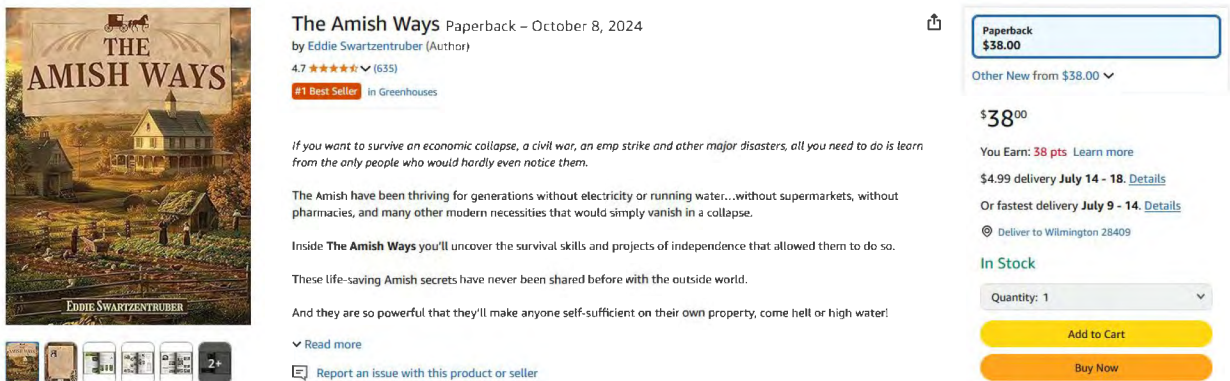 THE
AMISH WAYS
EDDIE SWARTZENTRUBER
2+
The Amish Ways Paperback – October 8, 2024
by Eddie Swartzentruber (Author)
4.7 (635)
#1 Best Seller in Greenhouses
If you want to survive an economic collapse, a civil war, an emp strike and other major disasters, all you need to do is learn
from the only people who would hardly even notice them.
The Amish have been thriving for generations without electricity or running water...without supermarkets, without
pharmacies, and many other modern necessities that would simply vanish in a collapse.
Inside The Amish Ways you'll uncover the survival skills and projects of independence that allowed them to do so.
These life-saving Amish secrets have never been shared before with the outside world.
And they are so powerful that they'll make anyone self-sufficient on their own property, come hell or high water!
Read more
Report an issue with this product or seller
Paperback
$38.00
Other New from $38.00
$3800
You Earn: 38 pts Learn more
$4.99 delivery July 14 - 18. Details
Or fastest delivery July 9 - 14. Details
Deliver to Wilmington 28409
In Stock
Quantity: 1
Add to Cart
Buy Now